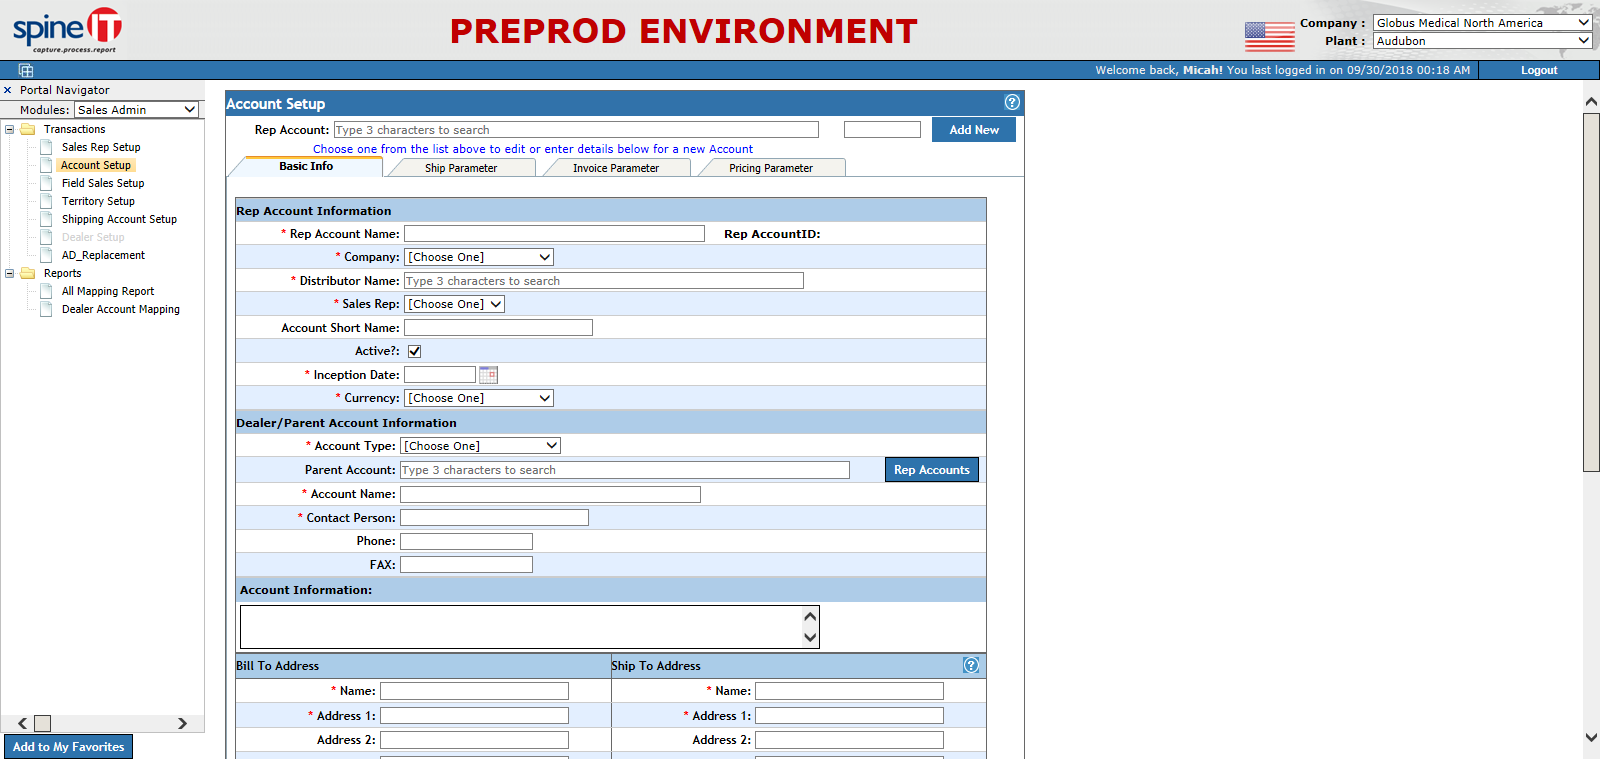 spine IT
capture.process.report
PREPROD ENVIRONMENT
Company : Globus Medical North America
Plant : Audubon
Welcome back, Micah! You last logged in on 09/30/2018 00:18 AM
Logout
Portal Navigator
Modules: Sales Admin
Transactions
Sales Rep Setup
Account Setup
Field Sales Setup
Territory Setup
Shipping Account Setup
Dealer Setup
AD_Replacement
Reports
All Mapping Report
Dealer Account Mapping
Add to My Favorites
Account Setup
Rep Account: Type 3 characters to search
Add New
Choose one from the list above to edit or enter details below for a new Account
Basic Info
Ship Parameter
Invoice Parameter
Pricing Parameter
Rep Account Information
* Rep Account Name:
Rep AccountID:
* Company: [Choose One]
* Distributor Name: Type 3 characters to search
* Sales Rep: [Choose One]
Account Short Name:
Active?:
* Inception Date:
* Currency: [Choose One]
Dealer/Parent Account Information
* Account Type: [Choose One]
Parent Account: Type 3 characters to search
Rep Accounts
* Account Name:
* Contact Person:
Phone:
FAX:
Account Information:
Bill To Address
Ship To Address
* Name:
* Name:
* Address 1:
* Address 1:
Address 2:
Address 2: